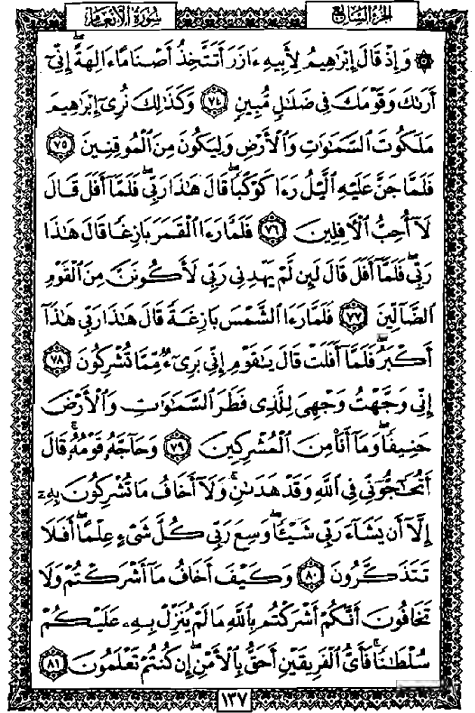 الجزء السابع
سورة الأنعام
۞ وَإِذْ قَالَ إِبْرَٰهِيمُ لِأَبِيهِ ءَازَرَ أَتَتَّخِذُ أَصْنَامًا ءَالِهَةً ۖ إِنِّىٓ
أَرَىٰكَ وَقَوْمَكَ فِى ضَلَٰلٍ مُّبِينٍ ٧٤ وَكَذَٰلِكَ نُرِىٓ إِبْرَٰهِيمَ
مَلَكُوتَ ٱلسَّمَٰوَٰتِ وَٱلْأَرْضِ وَلِيَكُونَ مِنَ ٱلْمُوقِنِينَ ٧٥
فَلَمَّا جَنَّ عَلَيْهِ ٱلَّيْلُ رَءَا كَوْكَبًا ۖ قَالَ هَٰذَا رَبِّى ۖ فَلَمَّآ أَفَلَ قَالَ
لَآ أُحِبُّ ٱلْءَافِلِينَ ٧٦ فَلَمَّا رَءَا ٱلْقَمَرَ بَازِغًا قَالَ هَٰذَا
رَبِّى ۖ فَلَمَّآ أَفَلَ قَالَ لَئِن لَّمْ يَهْدِنِى رَبِّى لَأَكُونَنَّ مِنَ ٱلْقَوْمِ
ٱلضَّآلِّينَ ٧٧ فَلَمَّا رَءَا ٱلشَّمْسَ بَازِغَةً قَالَ هَٰذَا رَبِّى هَٰذَآ
أَكْبَرُ ۖ فَلَمَّآ أَفَلَتْ قَالَ يَٰقَوْمِ إِنِّى بَرِىٓءٌ مِّمَّا تُشْرِكُونَ ٧٨
إِنِّى وَجَّهْتُ وَجْهِىَ لِلَّذِى فَطَرَ ٱلسَّمَٰوَٰتِ وَٱلْأَرْضَ
حَنِيفًا ۖ وَمَآ أَنَا۠ مِنَ ٱلْمُشْرِكِينَ ٧٩ وَحَآجَّهُۥ قَوْمُهُۥ ۚ قَالَ
أَتُحَٰٓجُّوٓنِّى فِى ٱللَّهِ وَقَدْ هَدَىٰنِ ۚ وَلَآ أَخَافُ مَا تُشْرِكُونَ بِهِۦٓ
إِلَّآ أَن يَشَآءَ رَبِّى شَيْـًٔا ۗ وَسِعَ رَبِّى كُلَّ شَىْءٍ عِلْمًا ۗ أَفَلَا
تَتَذَكَّرُونَ ٨٠ وَكَيْفَ أَخَافُ مَآ أَشْرَكْتُمْ وَلَا
تَخَافُونَ أَنَّكُمْ أَشْرَكْتُم بِٱللَّهِ مَا لَمْ يُنَزِّلْ بِهِۦ عَلَيْكُمْ
سُلْطَٰنًا ۚ فَأَىُّ ٱلْفَرِيقَيْنِ أَحَقُّ بِٱلْأَمْنِ ۖ إِن كُنتُمْ تَعْلَمُونَ ٨١
١٣٧